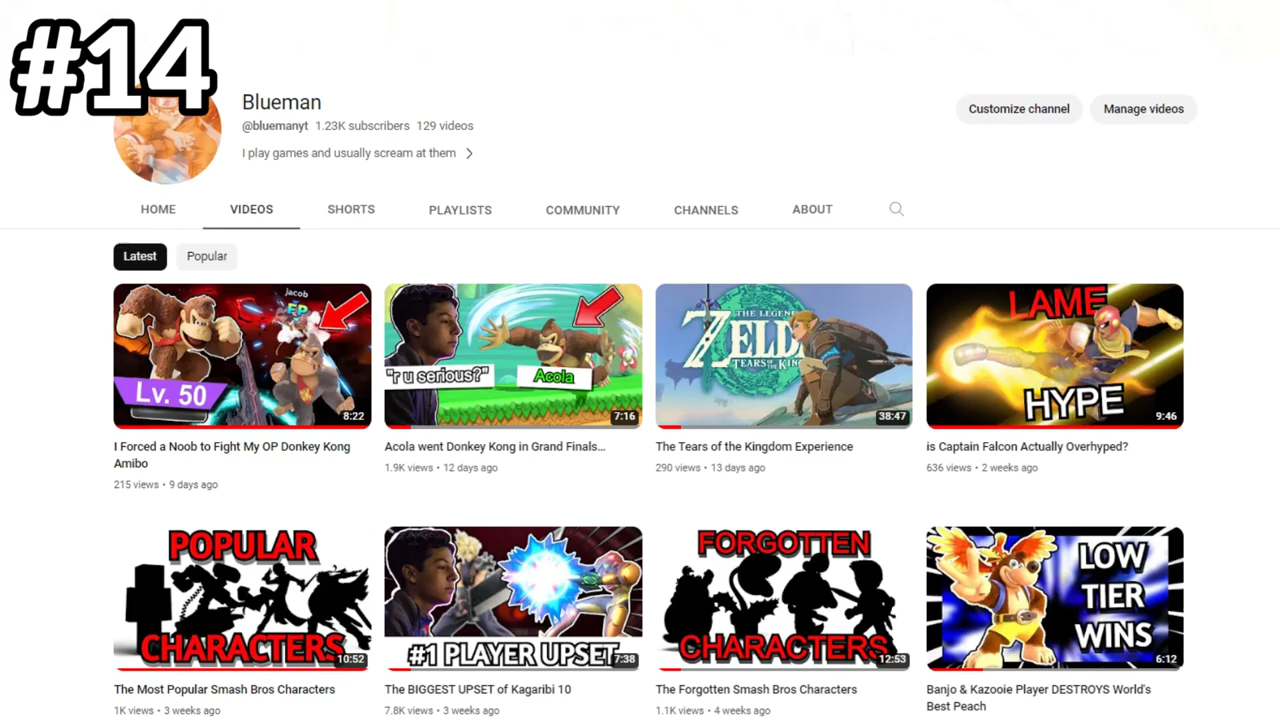 #14
Blueman
@bluemanyt 1.23K subscribers 129 videos
I play games and usually scream at them
Customize channel
Manage videos
HOME
VIDEOS
SHORTS
PLAYLISTS
COMMUNITY
CHANNELS
ABOUT
Latest
Popular
jacob
FP
Lv. 50
8:22
"r u serious?"
Acola
7:16
THE LEGEN
ZELDA
TEARS OF THE KING
38:47
LAME
HYPE
9:46
I Forced a Noob to Fight My OP Donkey Kong
Amibo
215 views • 9 days ago
Acola went Donkey Kong in Grand Finals...
1.9K views • 12 days ago
The Tears of the Kingdom Experience
290 views • 13 days ago
is Captain Falcon Actually Overhyped?
636 views • 2 weeks ago
POPULAR
CHARACTERS
10:52
#1 PLAYER UPSET
7:38
FORGOTTEN
CHARACTERS
12:53
LOW
TIER
WINS
6:12
The Most Popular Smash Bros Characters
1K views • 3 weeks ago
The BIGGEST UPSET of Kagaribi 10
7.8K views • 3 weeks ago
The Forgotten Smash Bros Characters
1.1K views • 4 weeks ago
Banjo & Kazooie Player DESTROYS World's
Best Peach